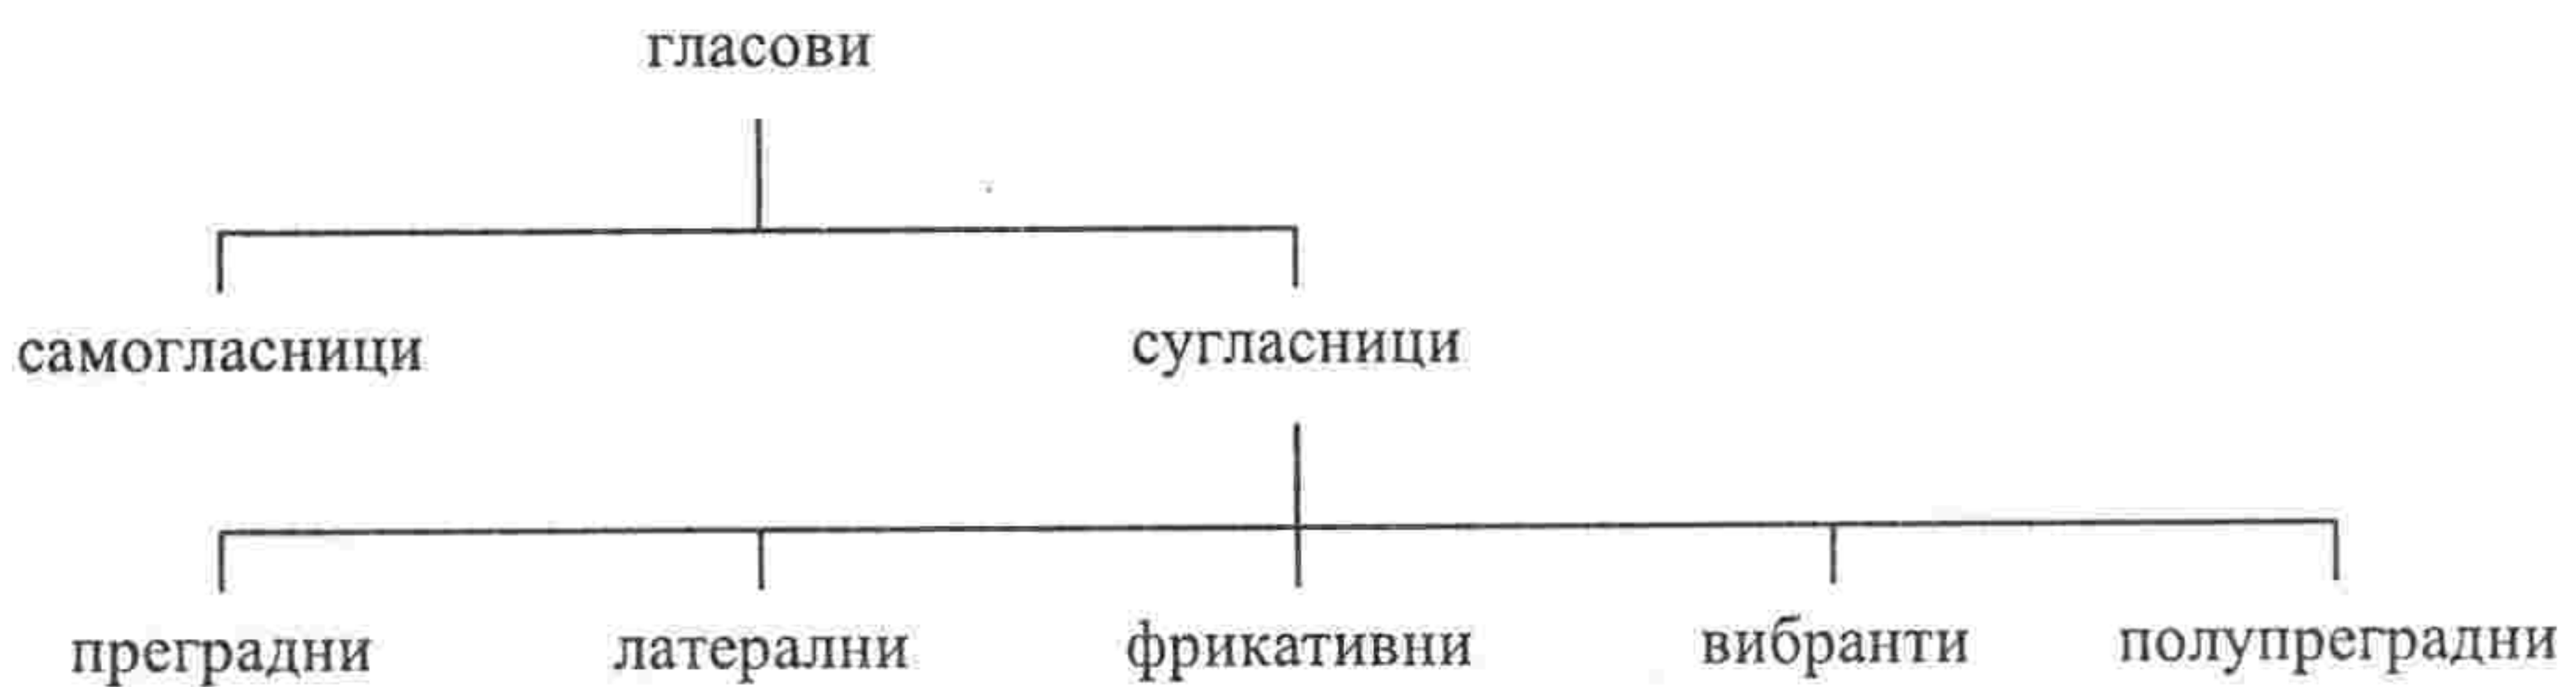 гласови
самогласници сугласници
преградни латерални фрикативни вибранти полупреградни